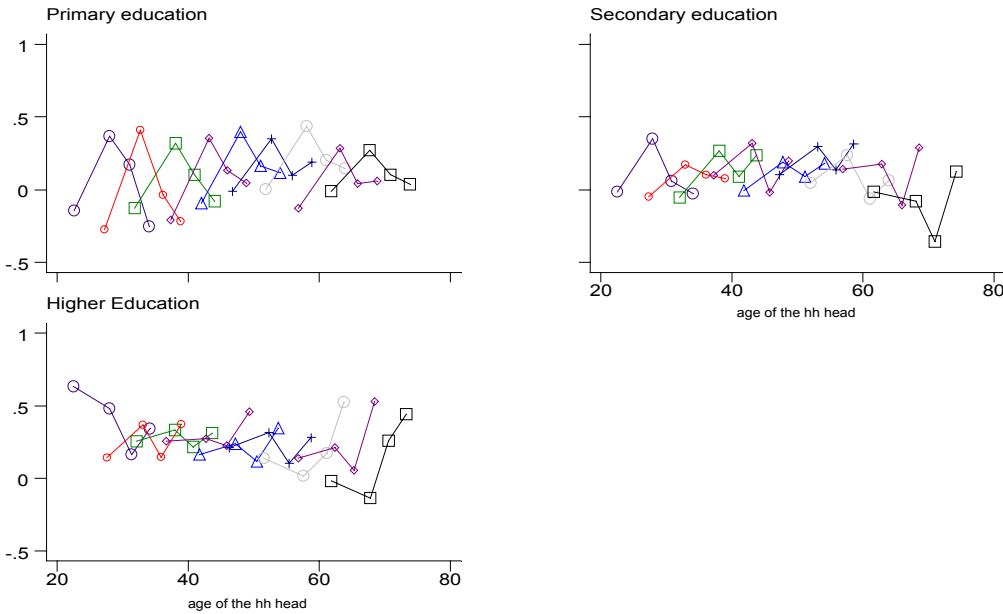 Primary education
1
.5
0
-.5
Secondary education
20 40 60 80
age of the hh head
Higher Education
1
.5
0
-.5
20 40 60 80
age of the hh head